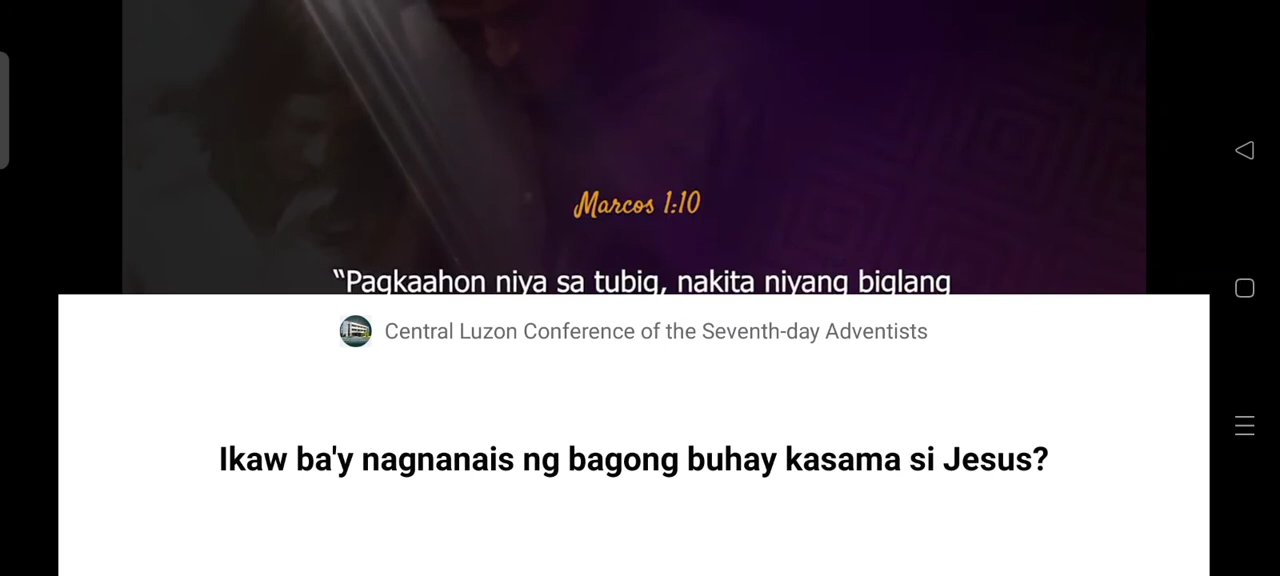 Marcos 1:10
“Pagkaahon niya sa tubig, nakita niyang biglang
Central Luzon Conference of the Seventh-day Adventists
Ikaw ba'y nagnanais ng bagong buhay kasama si Jesus?